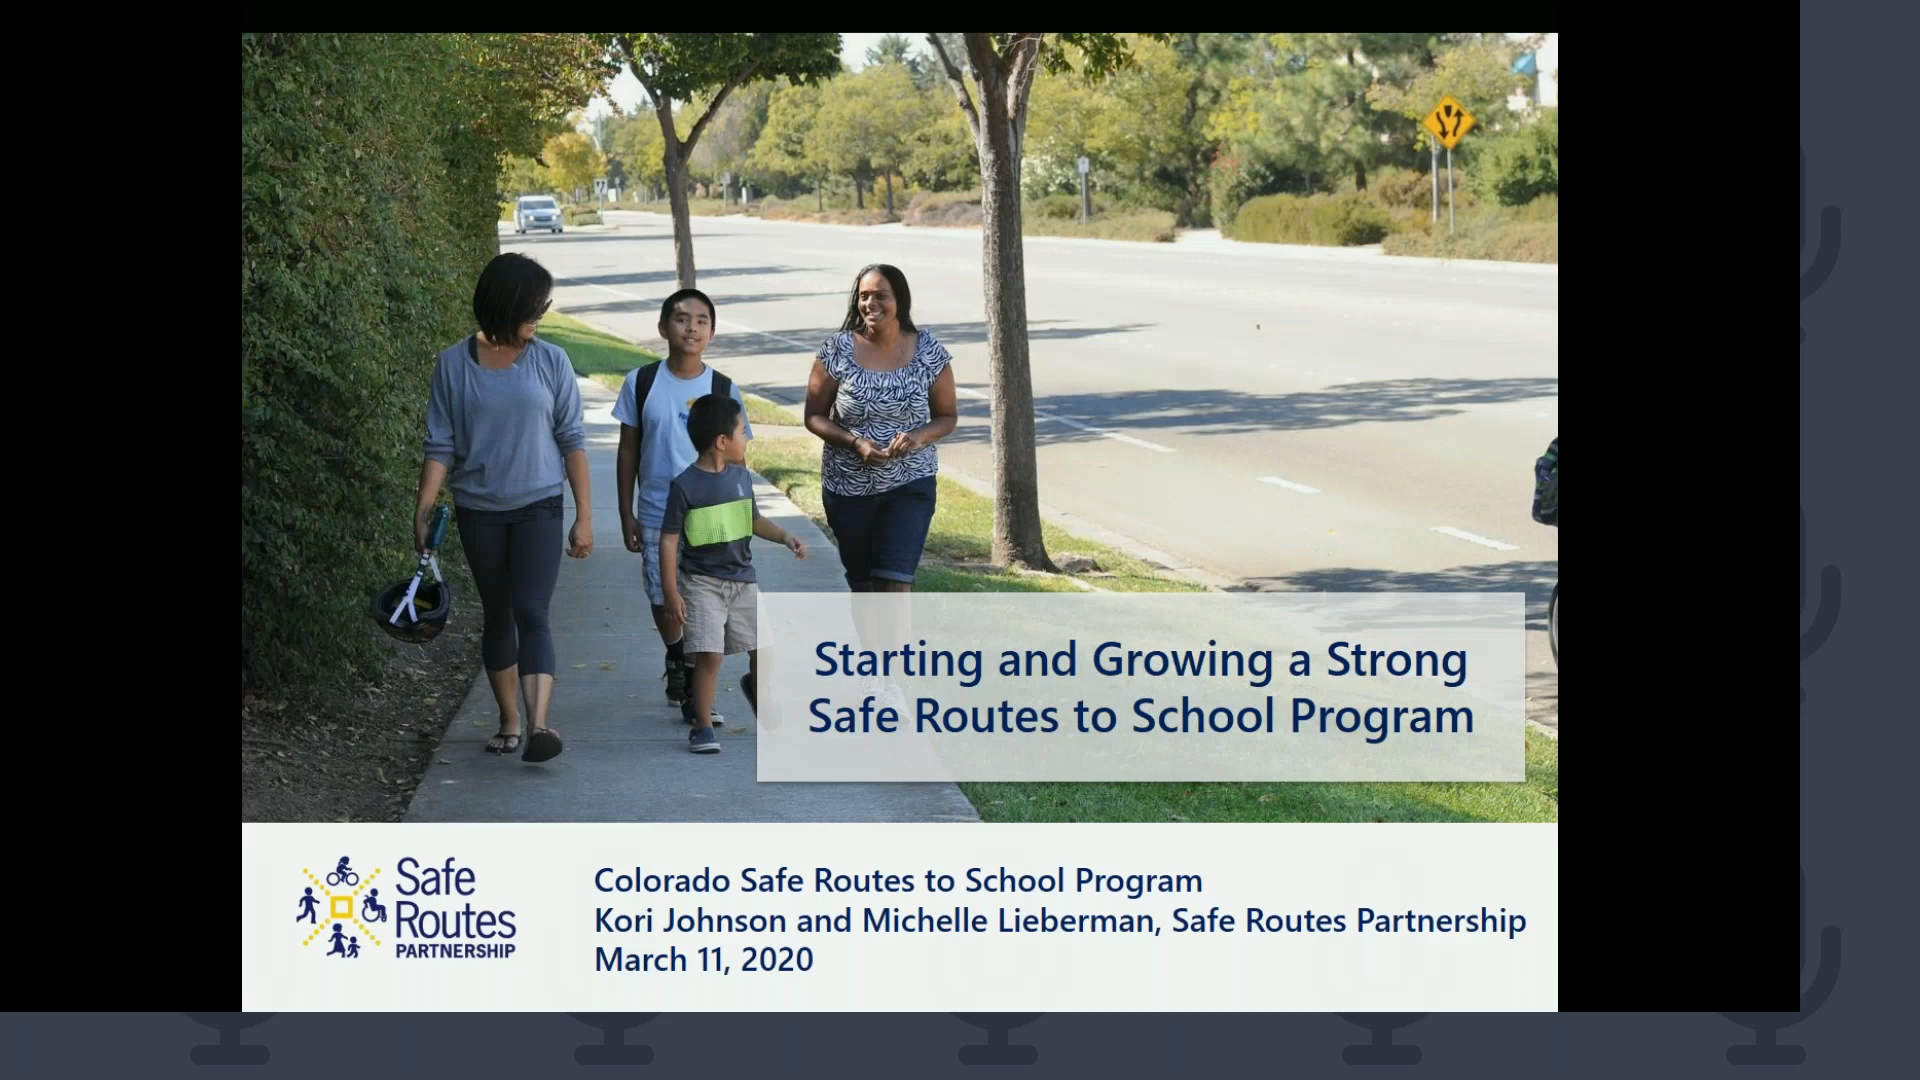 Starting and Growing a Strong
Safe Routes to School Program
Safe
Routes
PARTNERSHIP
Colorado Safe Routes to School Program
Kori Johnson and Michelle Lieberman, Safe Routes Partnership
March 11, 2020